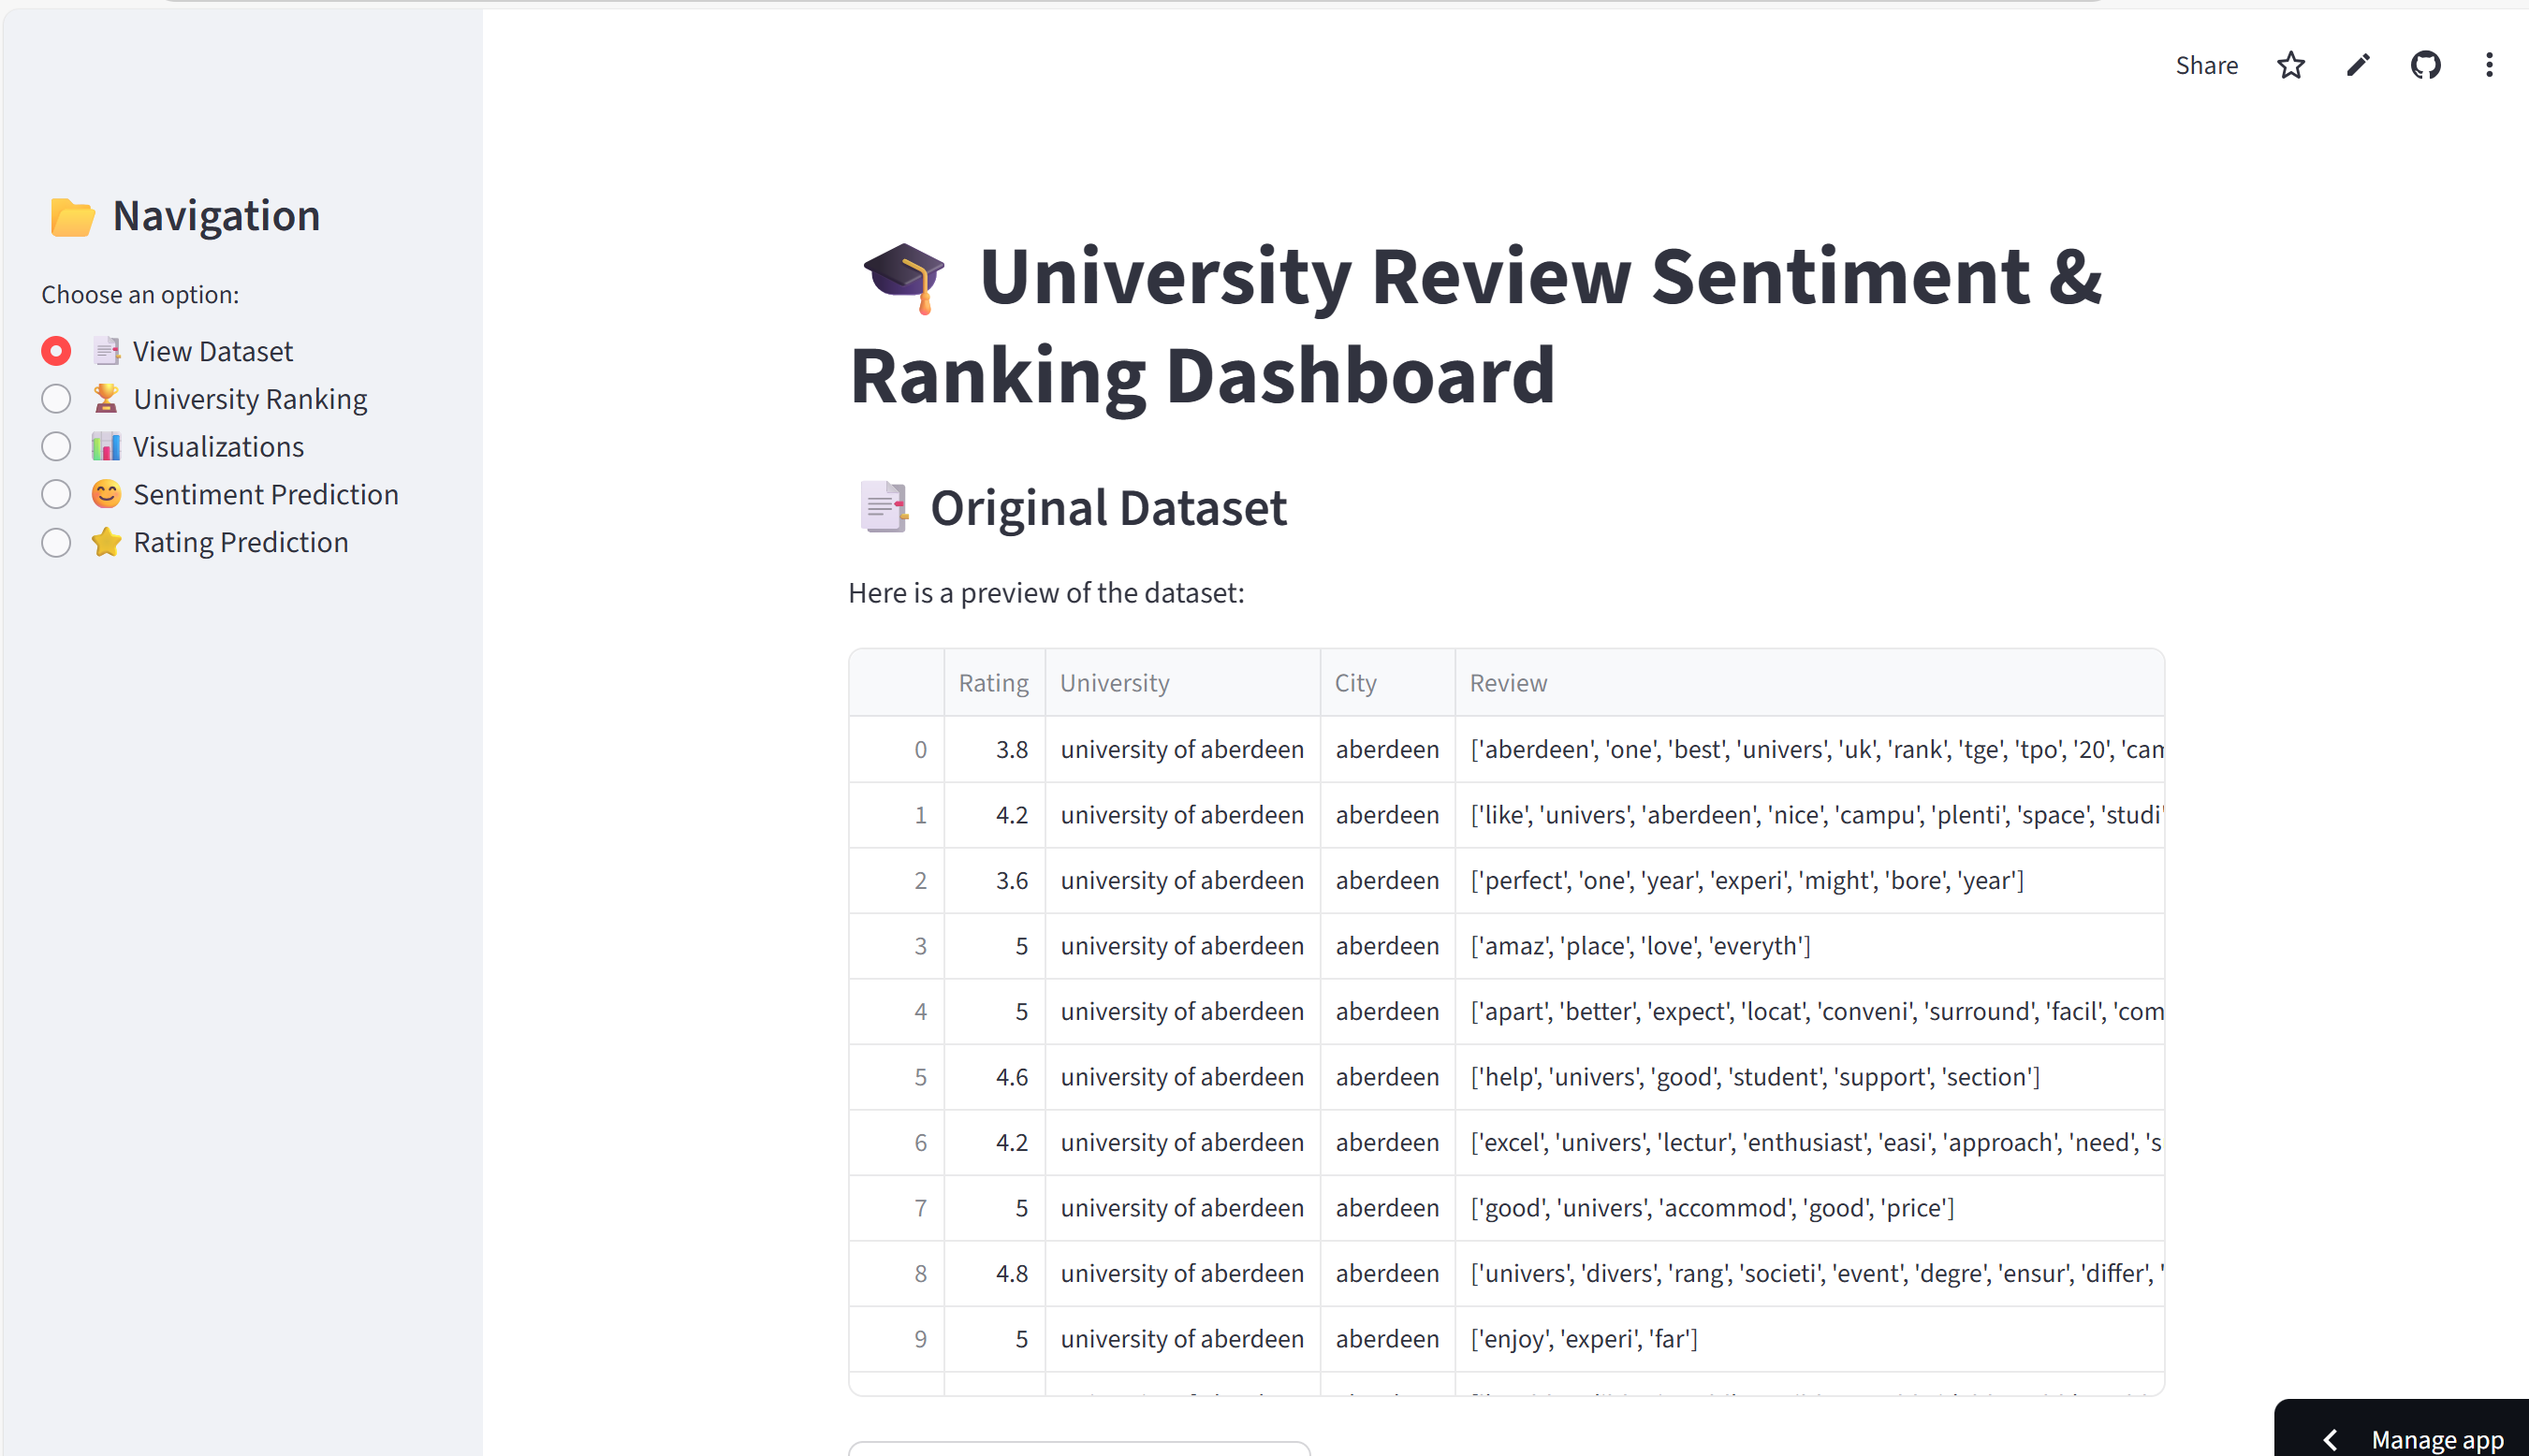 Share
Navigation
Choose an option:
View Dataset
University Ranking
Visualizations
Sentiment Prediction
Rating Prediction
University Review Sentiment &
Ranking Dashboard
Original Dataset
Here is a preview of the dataset:
Rating University City Review
0 3.8 university of aberdeen aberdeen ['aberdeen', 'one', 'best', 'univers', 'uk', 'rank', 'tge', 'tpo', '20', 'cam
1 4.2 university of aberdeen aberdeen ['like', 'univers', 'aberdeen', 'nice', 'campu', 'plenti', 'space', 'studi'
2 3.6 university of aberdeen aberdeen ['perfect', 'one', 'year', 'experi', 'might', 'bore', 'year']
3 5 university of aberdeen aberdeen ['amaz', 'place', 'love', 'everyth']
4 5 university of aberdeen aberdeen ['apart', 'better', 'expect', 'locat', 'conveni', 'surround', 'facil', 'com
5 4.6 university of aberdeen aberdeen ['help', 'univers', 'good', 'student', 'support', 'section']
6 4.2 university of aberdeen aberdeen ['excel', 'univers', 'lectur', 'enthusiast', 'easi', 'approach', 'need', 's
7 5 university of aberdeen aberdeen ['good', 'univers', 'accommod', 'good', 'price']
8 4.8 university of aberdeen aberdeen ['univers', 'divers', 'rang', 'societi', 'event', 'degre', 'ensur', 'differ', '
9 5 university of aberdeen aberdeen ['enjoy', 'experi', 'far']
Manage app